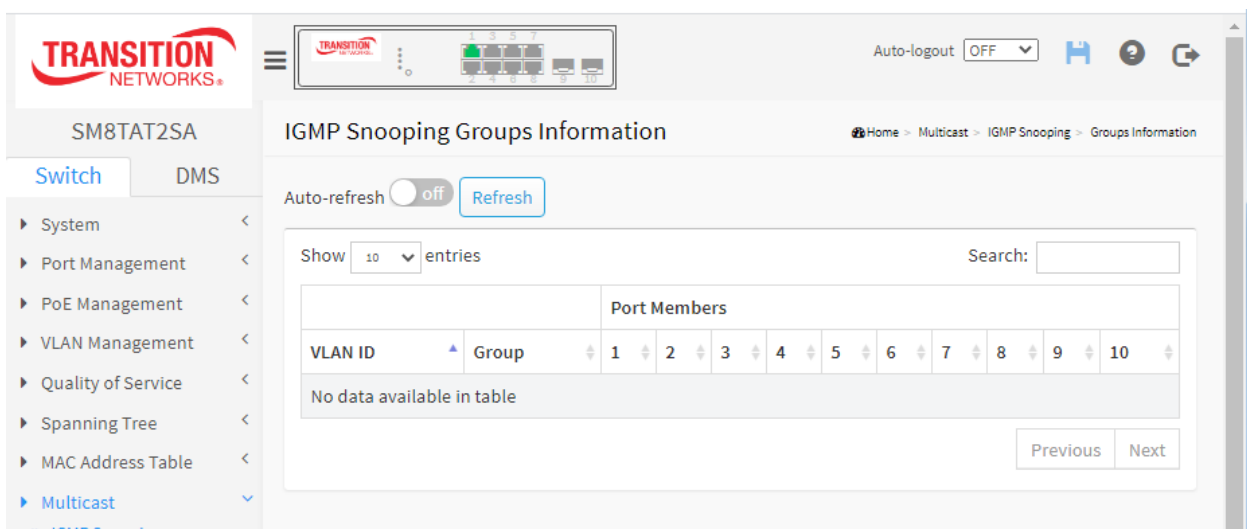 TRANSITION
NETWORKS®
TRANSITION
1 3 5 7
2 4 6 8 9 10
Auto-logout OFF
SM8TAT2SA
IGMP Snooping Groups Information
Home > Multicast > IGMP Snooping > Groups Information
Switch DMS
Auto-refresh off Refresh
System
Port Management
PoE Management
VLAN Management
Quality of Service
Spanning Tree
MAC Address Table
Multicast
Show 10 entries Search:
Port Members
VLAN ID Group 1 2 3 4 5 6 7 8 9 10
No data available in table
Previous Next